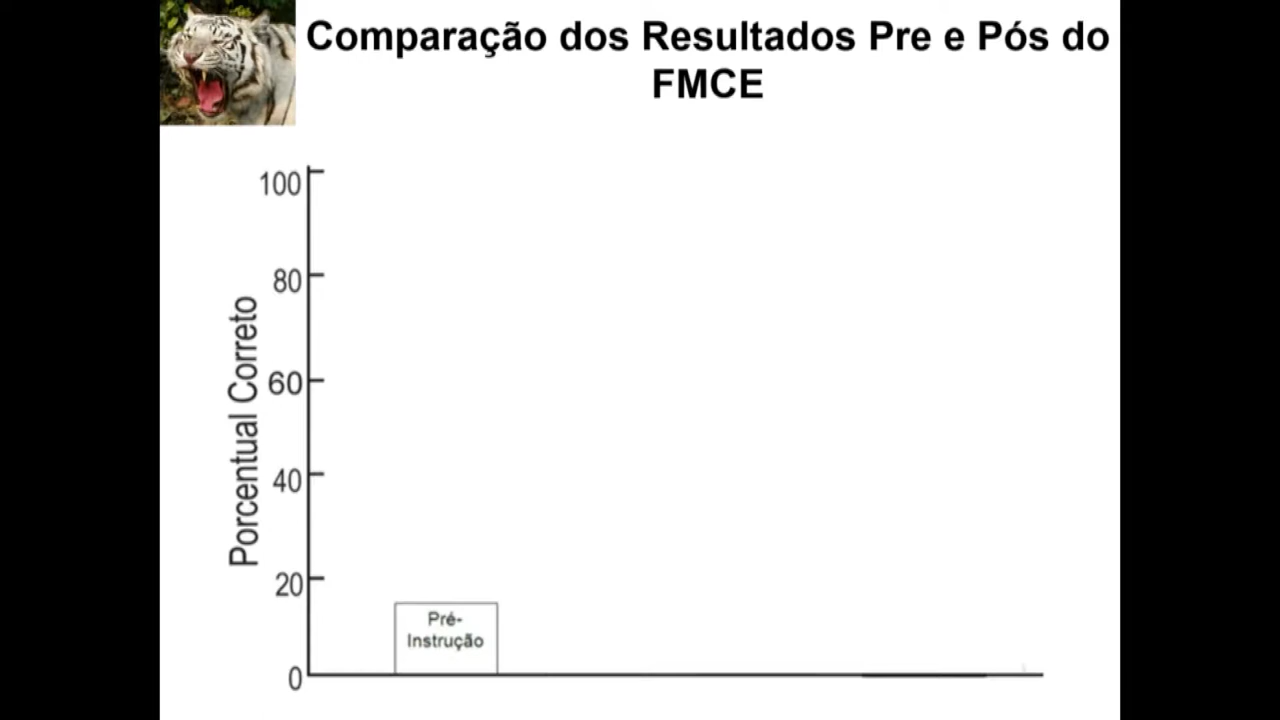 Comparação dos Resultados Pre e Pós do
FMCE
Porcentual Correto
100
80
60
40
20
0
Pré-
Instrução